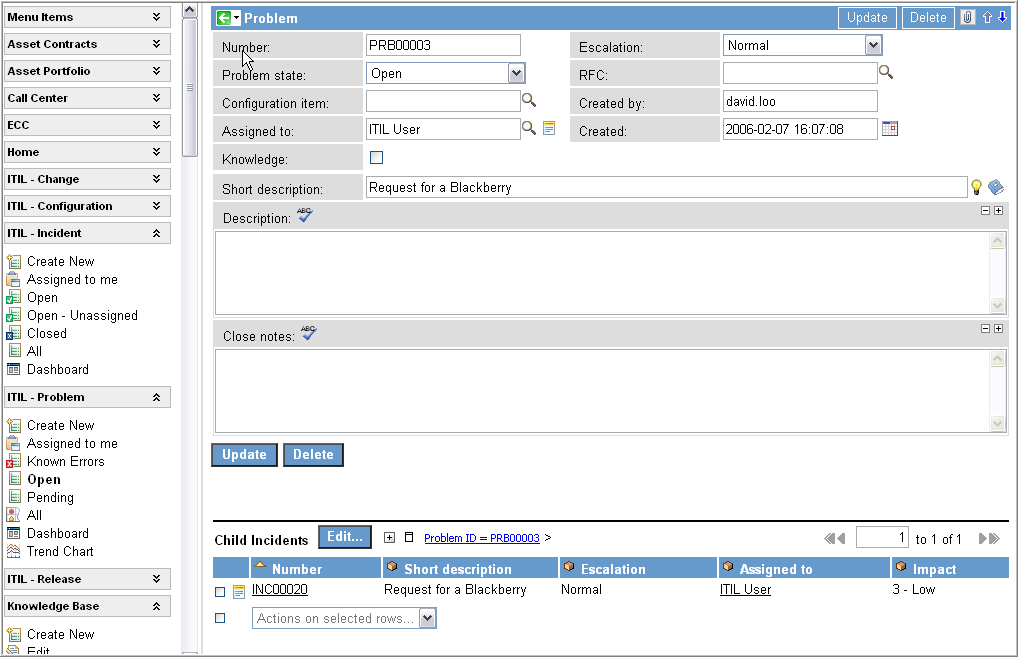 Menu Items
Asset Contracts
Asset Portfolio
Call Center
ECC
Home
ITIL - Change
ITIL - Configuration
ITIL - Incident
Create New
Assigned to me
Open
Open - Unassigned
Closed
All
Dashboard
ITIL - Problem
Create New
Assigned to me
Known Errors
Open
Pending
All
Dashboard
Trend Chart
ITIL - Release
Knowledge Base
Create New
Edit
Problem Update Delete
Number: PRB00003 Escalation: Normal
Problem state: Open RFC:
Configuration item: Created by: david.loo
Assigned to: ITIL User Created: 2006-02-07 16:07:08
Knowledge:
Short description: Request for a Blackberry
Description: ABC
Close notes: ABC
Update Delete
Child Incidents Edit... Problem ID = PRB00003 > 1 to 1 of 1
Number Short description Escalation Assigned to Impact
INC00020 Request for a Blackberry Normal ITIL User 3 - Low
Actions on selected rows...